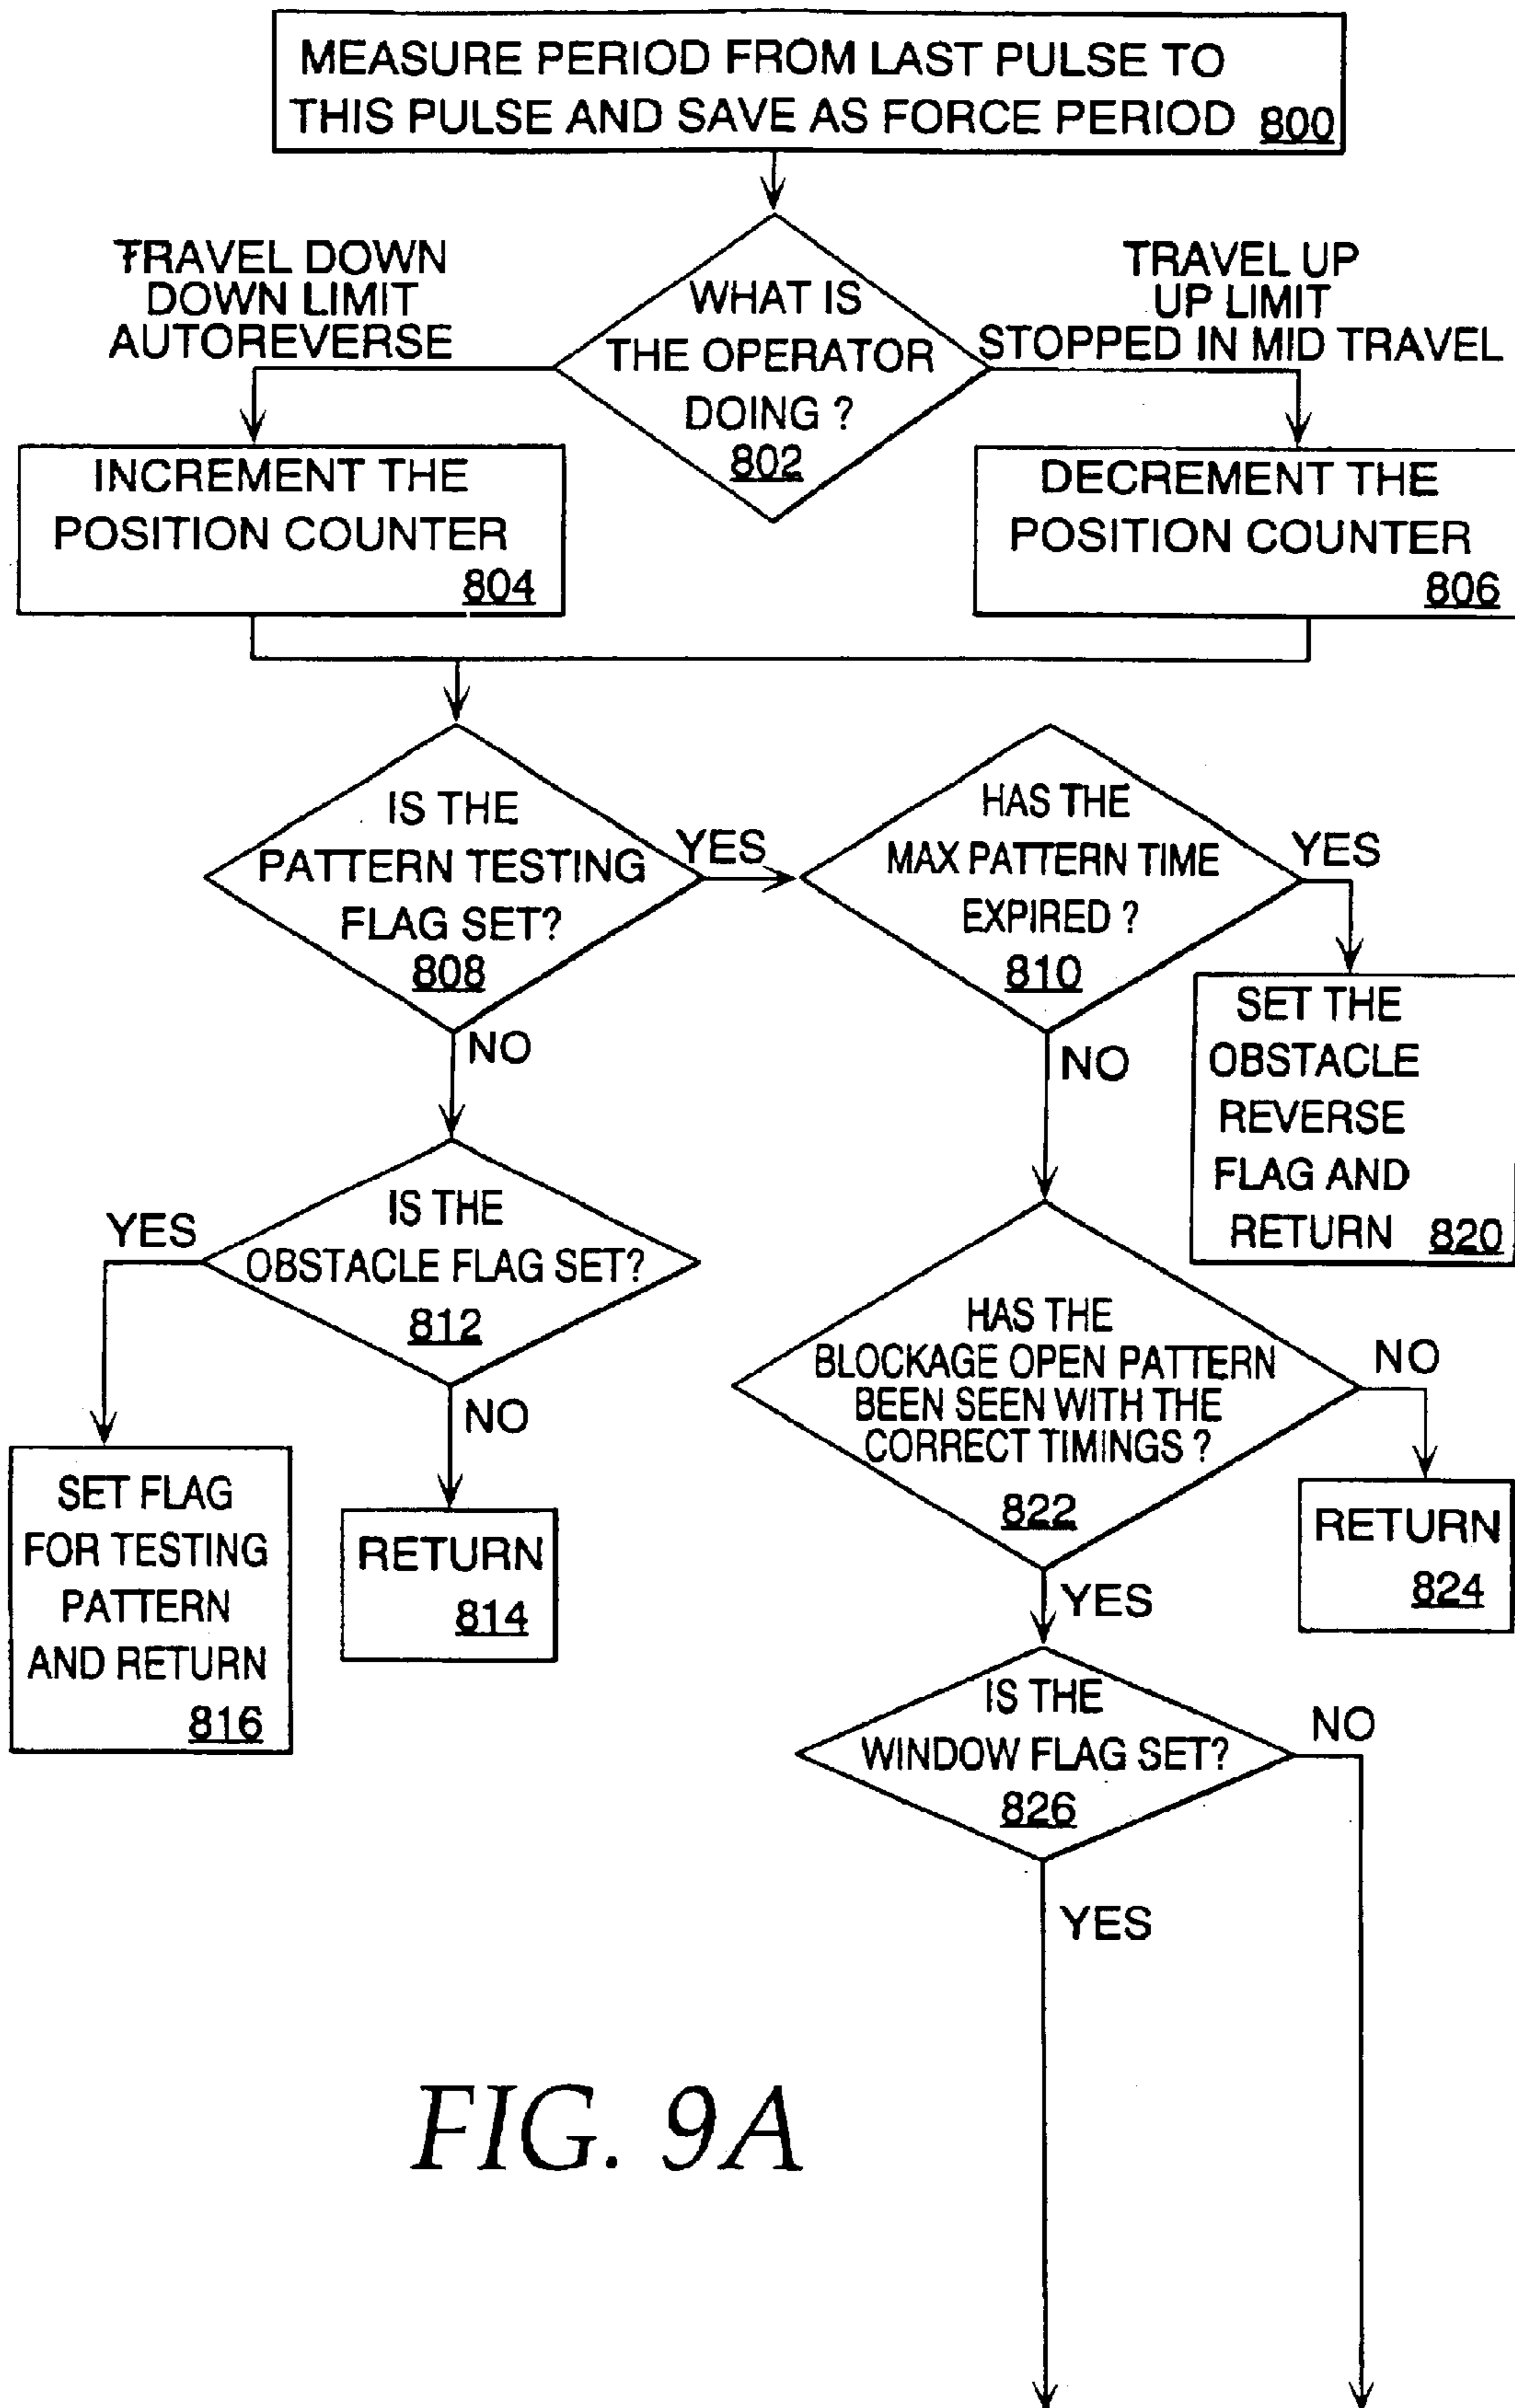 MEASURE PERIOD FROM LAST PULSE TO
THIS PULSE AND SAVE AS FORCE PERIOD 800
TRAVEL DOWN
DOWN LIMIT
AUTOREVERSE
WHAT IS
THE OPERATOR
DOING ?
802
TRAVEL UP
UP LIMIT
STOPPED IN MID TRAVEL
INCREMENT THE
POSITION COUNTER
804
DECREMENT THE
POSITION COUNTER
806
IS THE
PATTERN TESTING
FLAG SET?
808
YES
NO
HAS THE
MAX PATTERN TIME
EXPIRED ?
810
YES
NO
SET THE
OBSTACLE
REVERSE
FLAG AND
RETURN 820
IS THE
OBSTACLE FLAG SET?
812
YES
NO
SET FLAG
FOR TESTING
PATTERN
AND RETURN
816
RETURN
814
HAS THE
BLOCKAGE OPEN PATTERN
BEEN SEEN WITH THE
CORRECT TIMINGS ?
822
NO
YES
RETURN
824
IS THE
WINDOW FLAG SET?
826
NO
YES
FIG. 9A